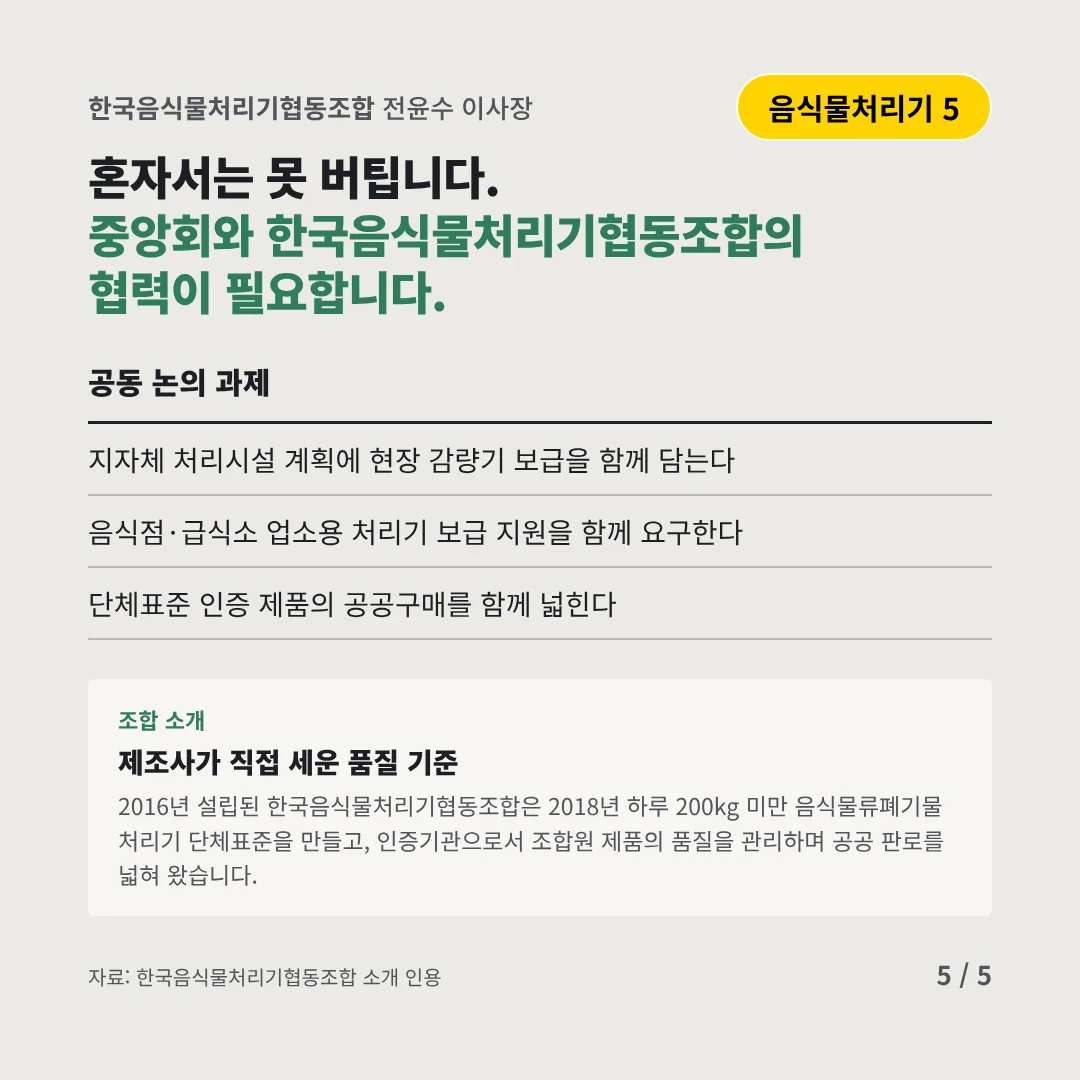 한국음식물처리기협동조합 전윤수 이사장
음식물처리기 5
혼자서는 못 버팁니다.
중앙회와 한국음식물처리기협동조합의
협력이 필요합니다.
공동 논의 과제
지자체 처리시설 계획에 현장 감량기 보급을 함께 담는다
음식점·급식소 업소용 처리기 보급 지원을 함께 요구한다
단체표준 인증 제품의 공공구매를 함께 넓힌다
조합 소개
제조사가 직접 세운 품질 기준
2016년 설립된 한국음식물처리기협동조합은 2018년 하루 200kg 미만 음식물류폐기물
처리기 단체표준을 만들고, 인증기관으로서 조합원 제품의 품질을 관리하며 공공 판로를
넓혀 왔습니다.
자료: 한국음식물처리기협동조합 소개 인용
5 / 5